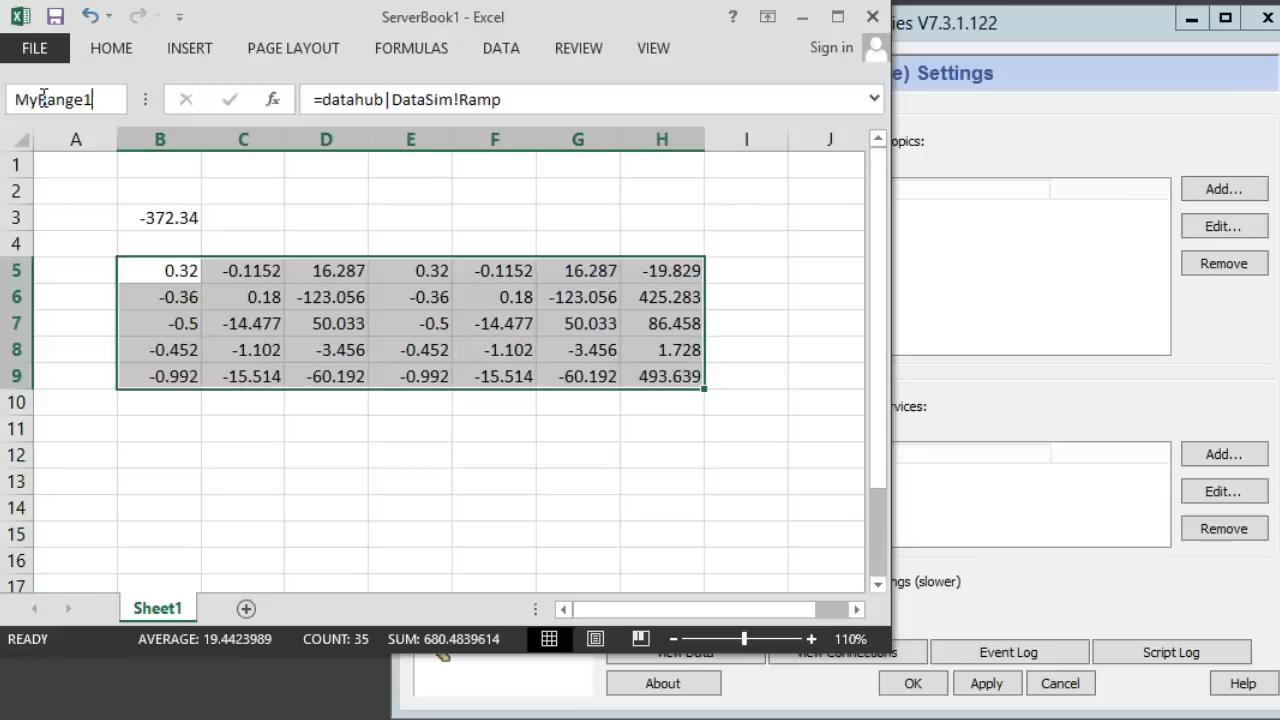 ServerBook1 - Excel
?
ies V7.3.1.122
FILE HOME INSERT PAGE LAYOUT FORMULAS DATA REVIEW VIEW Sign in
e) Settings
MyRange1 fx =datahub|DataSim!Ramp
opics:
A B C D E F G H I J
1
Add...
2
3 -372.34
Edit...
4
Remove
5 0.32 -0.1152 16.287 0.32 -0.1152 16.287 -19.829
6 -0.36 0.18 -123.056 -0.36 0.18 -123.056 425.283
7 -0.5 -14.477 50.033 -0.5 -14.477 50.033 86.458
8 -0.452 -1.102 -3.456 -0.452 -1.102 -3.456 1.728
9 -0.992 -15.514 -60.192 -0.992 -15.514 -60.192 493.639
10
vices:
11
12
Add...
13
Edit...
14
Remove
15
16
ngs (slower)
17
Sheet1
READY AVERAGE: 19.4423989 COUNT: 35 SUM: 680.4839614 110%
View Data View Connections Event Log Script Log
About OK Apply Cancel Help